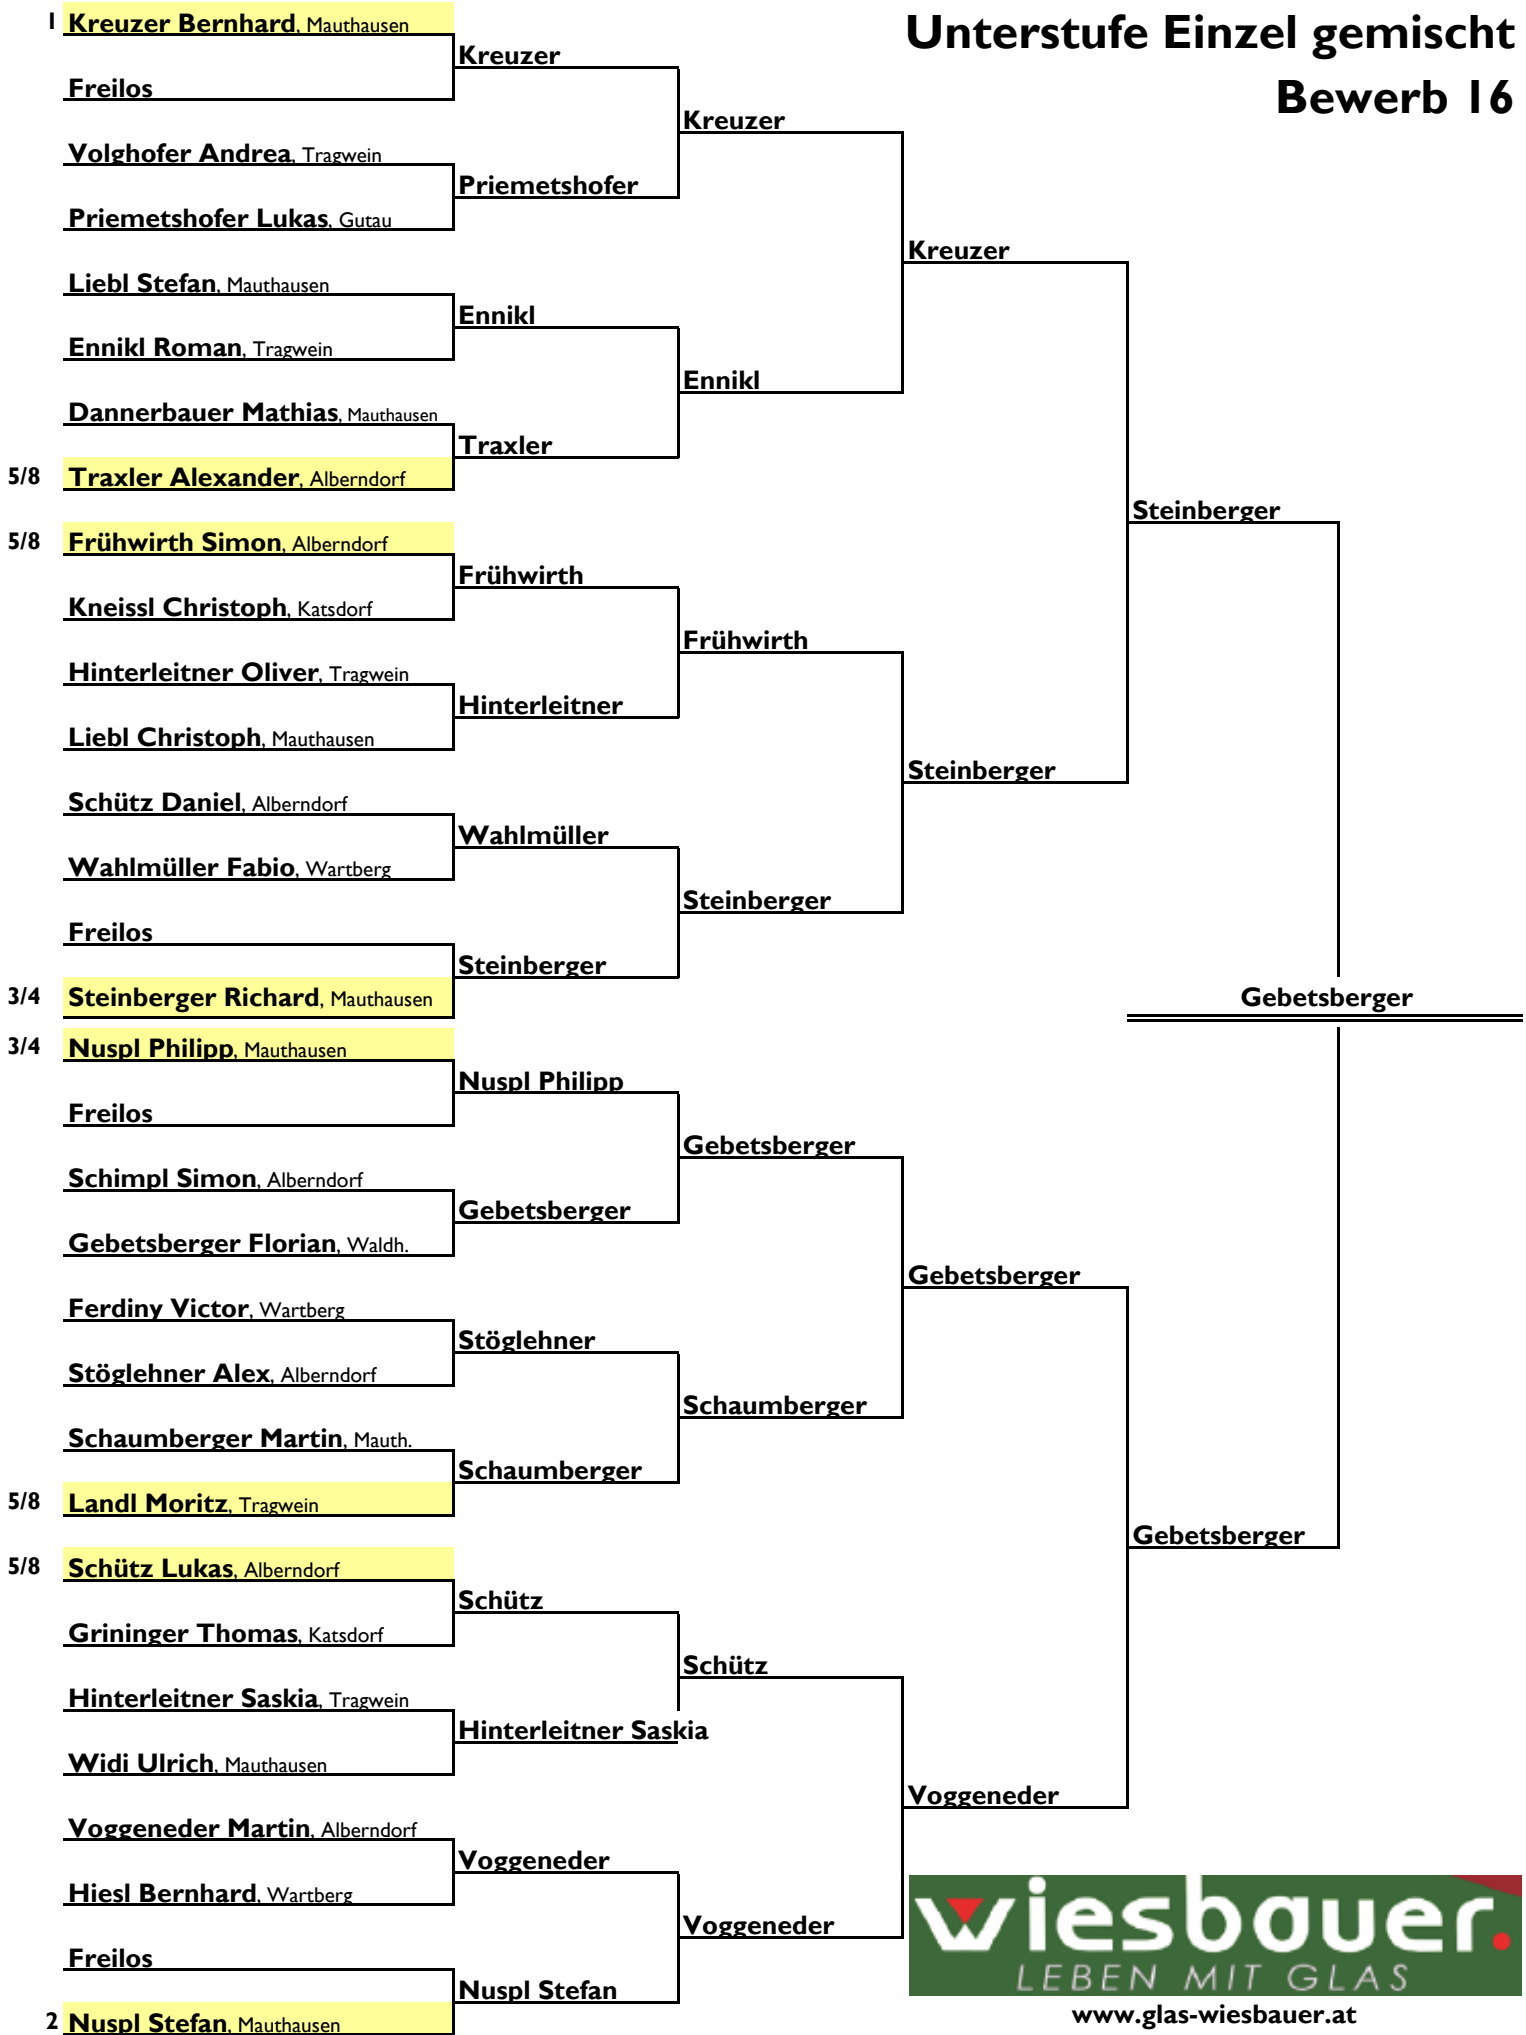 Unterstufe Einzel gemischt
Bewerb 16
1 Kreuzer Bernhard, Mauthausen
Kreuzer
Freilos
Kreuzer
Volghofer Andrea, Tragwein
Priemetshofer
Priemetshofer Lukas, Gutau
Kreuzer
Liebl Stefan, Mauthausen
Ennikl
Ennikl Roman, Tragwein
Ennikl
Dannerbauer Mathias, Mauthausen
Traxler
5/8 Traxler Alexander, Alberndorf
Steinberger
5/8 Frühwirth Simon, Alberndorf
Frühwirth
Kneissl Christoph, Katsdorf
Frühwirth
Hinterleitner Oliver, Tragwein
Hinterleitner
Liebl Christoph, Mauthausen
Steinberger
Schütz Daniel, Alberndorf
Wahlmüller
Wahlmüller Fabio, Wartberg
Steinberger
Freilos
Steinberger
3/4 Steinberger Richard, Mauthausen
Gebetsberger
3/4 Nuspl Philipp, Mauthausen
Nuspl Philipp
Freilos
Gebetsberger
Schimpl Simon, Alberndorf
Gebetsberger
Gebetsberger Florian, Waldh.
Gebetsberger
Ferdiny Victor, Wartberg
Stöglehner
Stöglehner Alex, Alberndorf
Schaumberger
Schaumberger Martin, Mauth.
Schaumberger
5/8 Landl Moritz, Tragwein
Gebetsberger
5/8 Schütz Lukas, Alberndorf
Schütz
Grininger Thomas, Katsdorf
Schütz
Hinterleitner Saskia, Tragwein
Hinterleitner Saskia
Widi Ulrich, Mauthausen
Voggeneder
Voggeneder Martin, Alberndorf
Voggeneder
Hiesl Bernhard, Wartberg
Voggeneder
Freilos
Nuspl Stefan
2 Nuspl Stefan, Mauthausen
wiesbauer.
LEBEN MIT GLAS
www.glas-wiesbauer.at